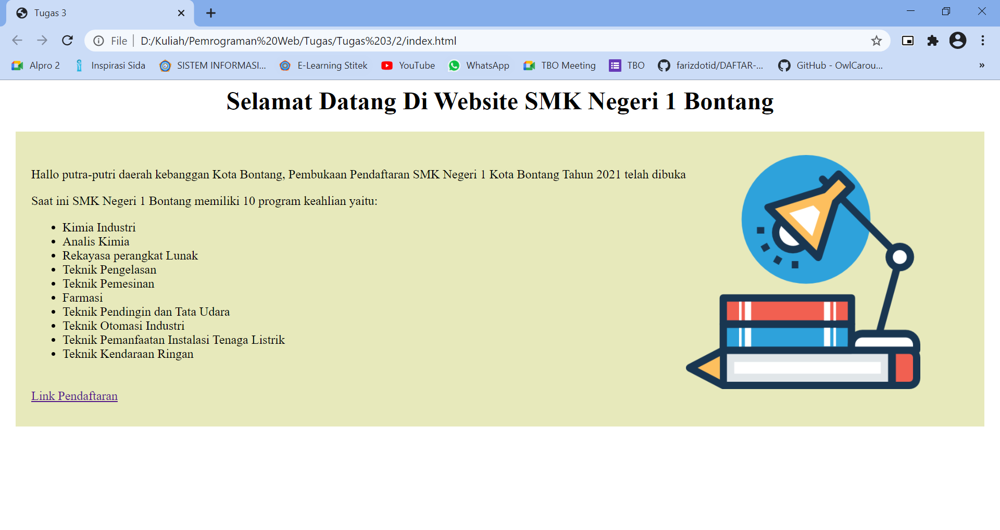 Tugas 3
File
D:/Kuliah/Pemrograman%20Web/Tugas/Tugas%203/2/index.html
Alpro 2
Inspirasi Sida
SISTEM INFORMASI...
E-Learning Stitek
YouTube
WhatsApp
TBO Meeting
TBO
farizdotid/DAFTAR-...
GitHub - OwlCarou...
»
Selamat Datang Di Website SMK Negeri 1 Bontang
Hallo putra-putri daerah kebanggan Kota Bontang, Pembukaan Pendaftaran SMK Negeri 1 Kota Bontang Tahun 2021 telah dibuka
Saat ini SMK Negeri 1 Bontang memiliki 10 program keahlian yaitu:
• Kimia Industri
• Analis Kimia
• Rekayasa perangkat Lunak
• Teknik Pengelasan
• Teknik Pemesinan
• Farmasi
• Teknik Pendingin dan Tata Udara
• Teknik Otomasi Industri
• Teknik Pemanfaatan Instalasi Tenaga Listrik
• Teknik Kendaraan Ringan
Link Pendaftaran